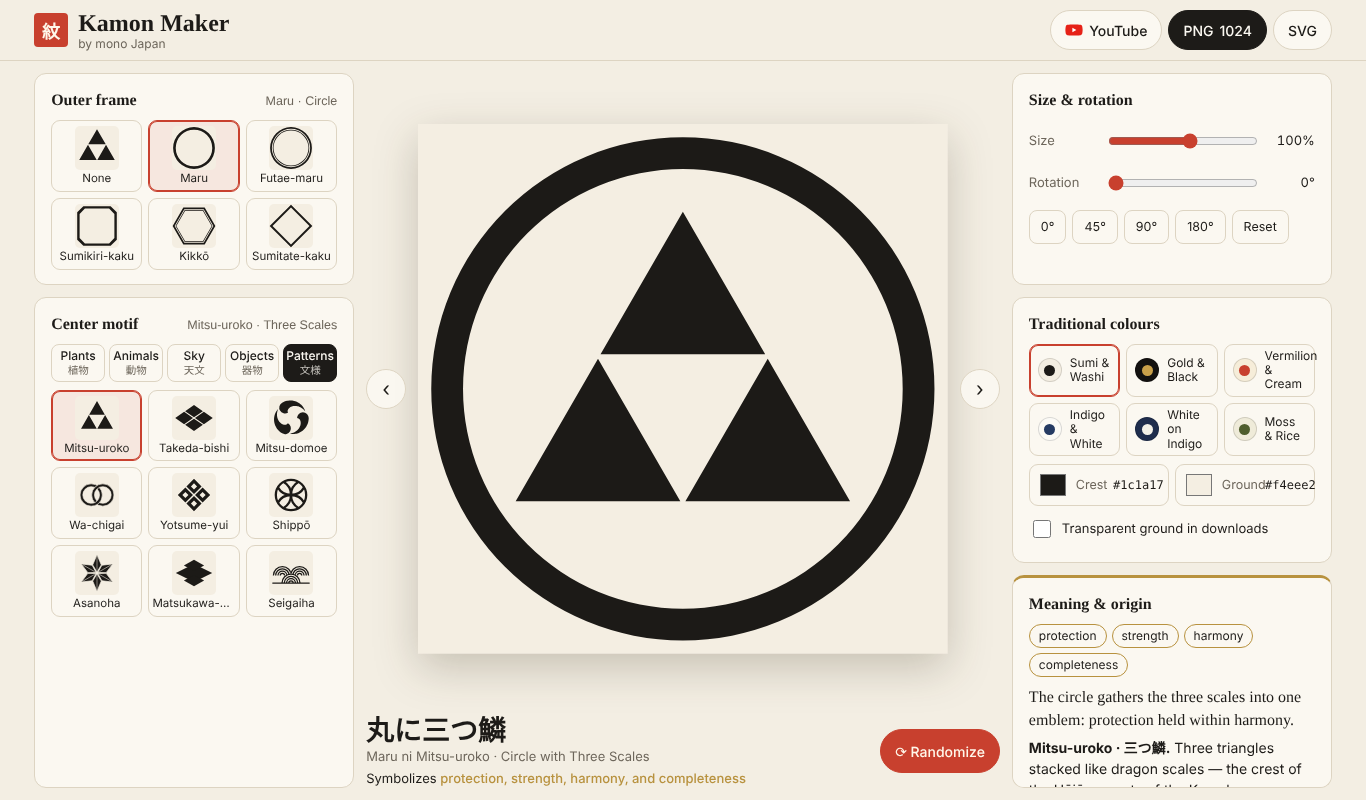 紋
Kamon Maker
by mono Japan
YouTube
PNG 1024
SVG
Outer frame
Maru · Circle
None
Maru
Futae-maru
Sumikiri-kaku
Kikkō
Sumitate-kaku
Center motif
Mitsu-uroko · Three Scales
Plants
植物
Animals
動物
Sky
天文
Objects
器物
Patterns
文様
Mitsu-uroko
Takeda-bishi
Mitsu-domoe
Wa-chigai
Yotsume-yui
Shippō
Asanoha
Matsukawa-…
Seigaiha
‹
›
丸に三つ鱗
Maru ni Mitsu-uroko · Circle with Three Scales
Symbolizes protection, strength, harmony, and completeness
⟳ Randomize
Size & rotation
Size
100%
Rotation
0°
0°
45°
90°
180°
Reset
Traditional colours
Sumi &
Washi
Gold &
Black
Vermilion
&
Cream
Indigo
&
White
White
on
Indigo
Moss
& Rice
Crest #1c1a17
Ground #f4eee2
Transparent ground in downloads
Meaning & origin
protection
strength
harmony
completeness
The circle gathers the three scales into one
emblem: protection held within harmony.
Mitsu-uroko · 三つ鱗. Three triangles
stacked like dragon scales — the crest of